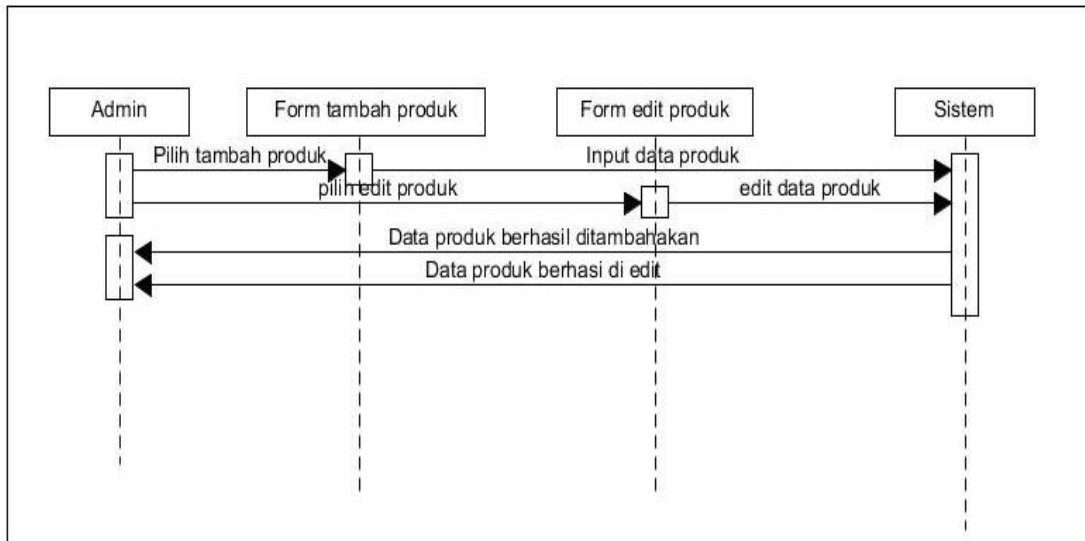 Admin
Form tambah produk
Form edit produk
Sistem
Pilih tambah produk
Input data produk
pilih edit produk
edit data produk
Data produk berhasil ditambahakan
Data produk berhasi di edit